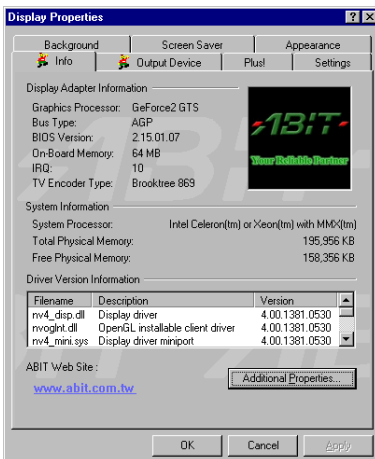 Display Properties
Background Screen Saver Appearance
Info Output Device Plus! Settings
Display Adapter Information
Graphics Processor: GeForce2 GTS
Bus Type: AGP
BIOS Version: 2.15.01.07
On-Board Memory: 64 MB
IRQ: 10
TV Encoder Type: Brooktree 869
ABIT
Your Reliable Partner
System Information
System Processor: Intel Celeron(tm) or Xeon(tm) with MMX(tm)
Total Physical Memory: 195,956 KB
Free Physical Memory: 158,356 KB
Driver Version Information
Filename Description Version
nv4_disp.dll Display driver 4.00.1381.0530
nvoglnt.dll OpenGL installable client driver 4.00.1381.0530
nv4_mini.sys Display driver miniport 4.00.1381.0530
ABIT Web Site :
www.abit.com.tw
Additional Properties...
OK Cancel Apply